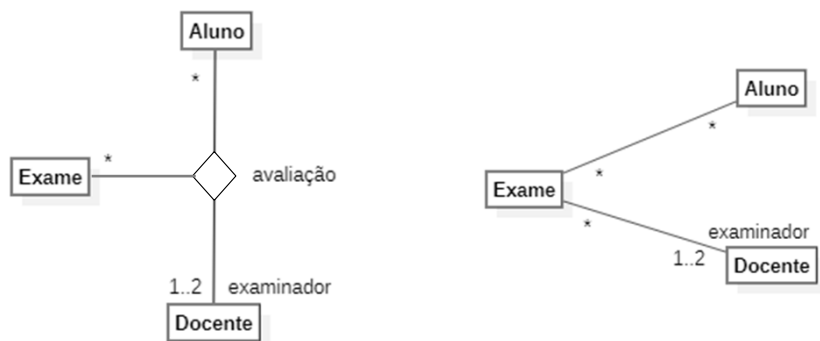 Aluno
*
*
Exame
avaliação
1..2 examinador
Docente
Aluno
*
*
Exame
*
examinador
1..2
Docente